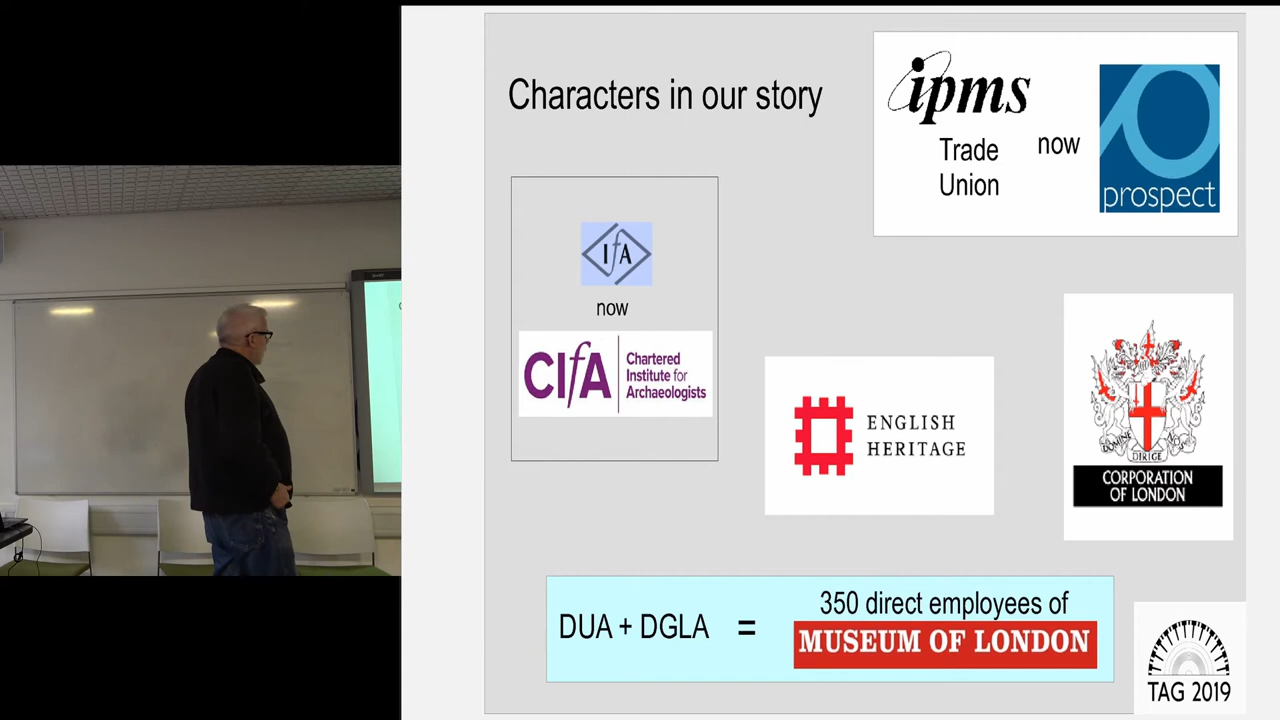 Characters in our story
ipms
Trade
Union
now
prospect
IfA
now
CIfA
Chartered
Institute for
Archaeologists
ENGLISH
HERITAGE
DOMINE
DIRIGE
NOS
CORPORATION
OF LONDON
DUA + DGLA =
350 direct employees of
MUSEUM OF LONDON
TAG 2019